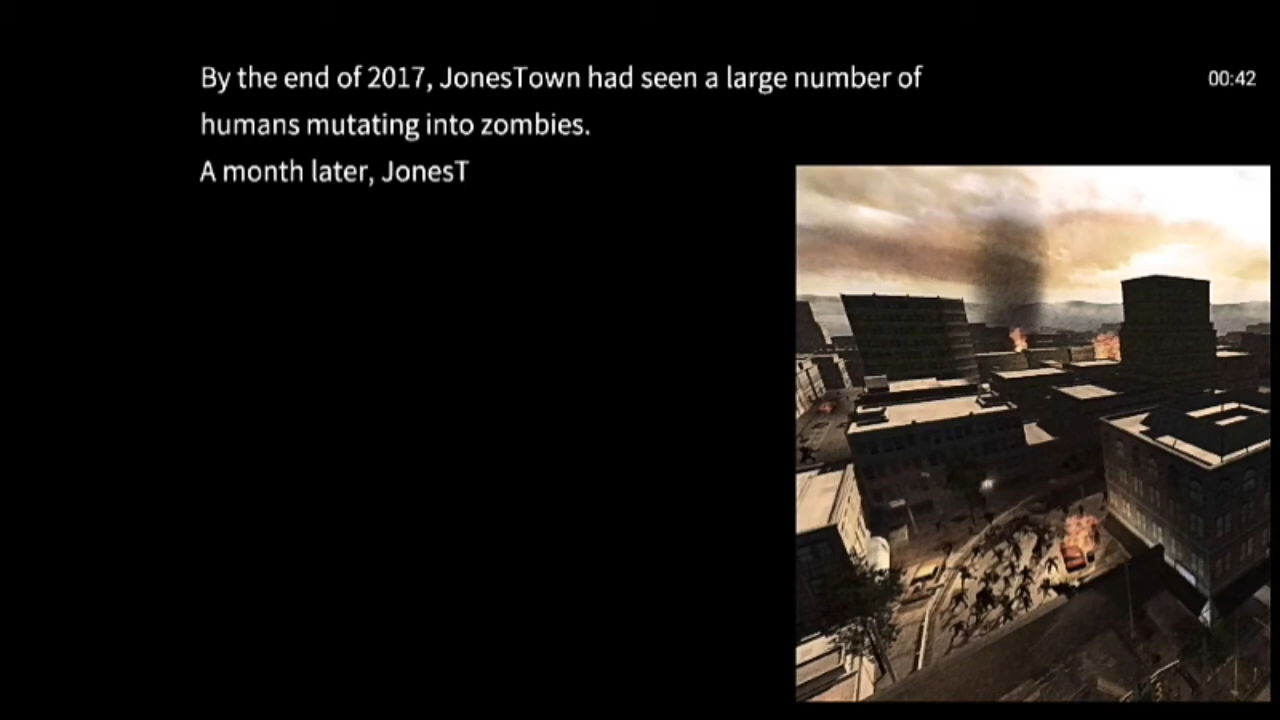 By the end of 2017, JonesTown had seen a large number of
00:42
humans mutating into zombies.
A month later, JonesT